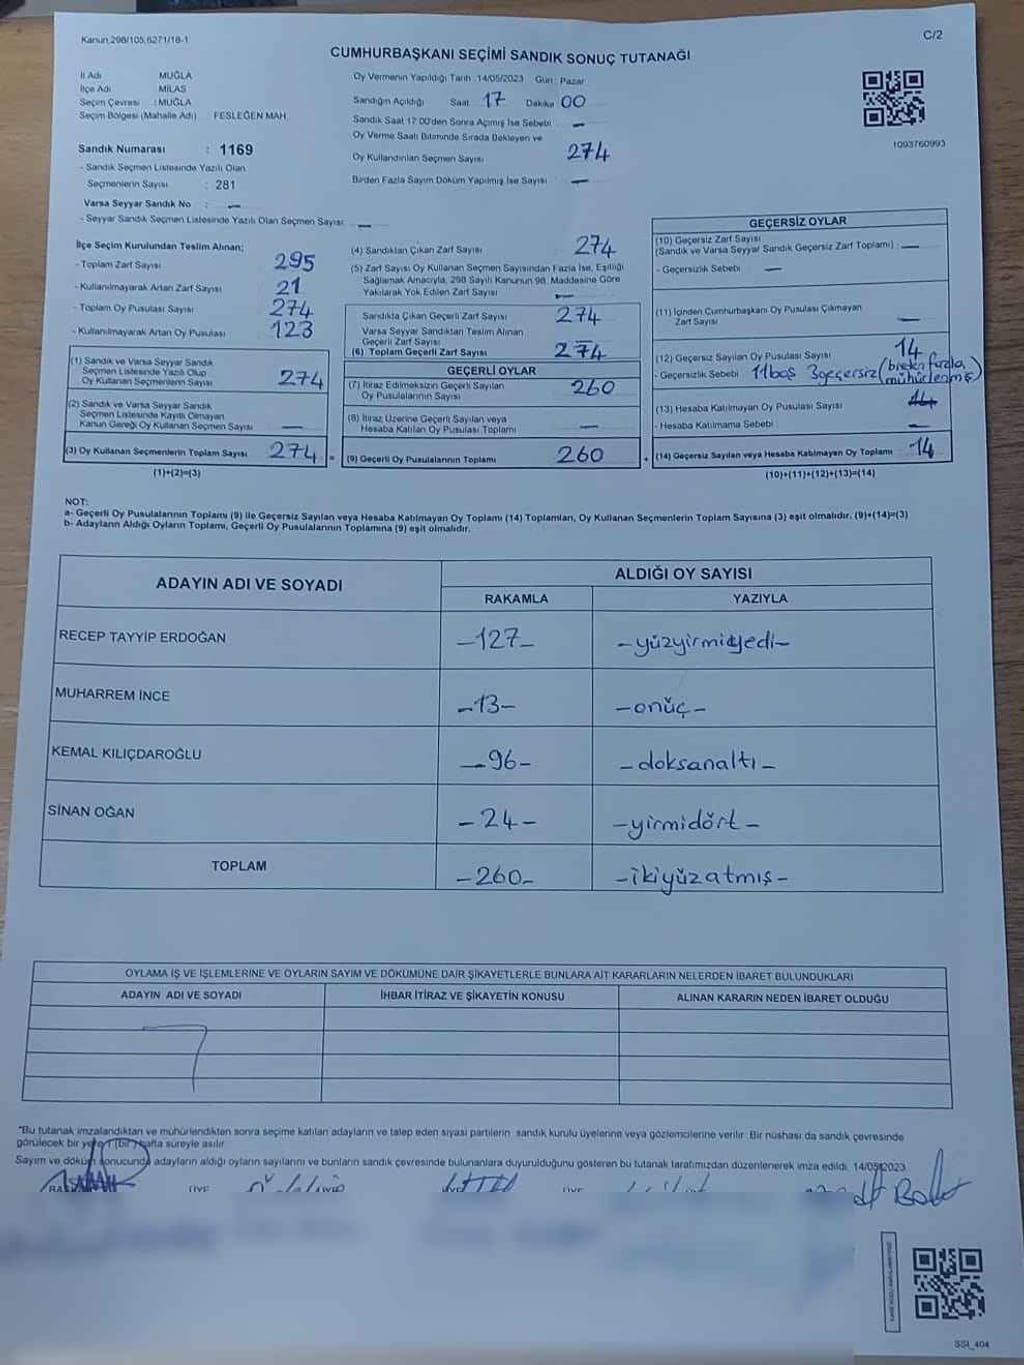 Kanun 298/105,6271/18-1
C/2
CUMHURBAŞKANI SEÇİMİ SANDIK SONUÇ TUTANAĞI
İl Adı MUĞLA
İlçe Adı MİLAS
Seçim Çevresi : MUĞLA
Seçim Bölgesi (Mahalle Adı) FESLEĞEN MAH.
Sandık Numarası : 1169
- Sandık Seçmen Listesinde Yazılı Olan
Seçmenlerin Sayısı : 281
Varsa Seyyar Sandık No : —
- Seyyar Sandık Seçmen Listesinde Yazılı Olan Seçmen Sayısı: —
Oy Vermenin Yapıldığı Tarih :14/05/2023 Gün : Pazar
Sandığın Açıldığı Saat 17 Dakika 00
Sandık Saat 17:00'den Sonra Açılmış İse Sebebi —
Oy Verme Saati Bitiminde Sırada Bekleyen ve
Oy Kullandırılan Seçmen Sayısı 274
Birden Fazla Sayım Döküm Yapılmış İse Sayısı —
1093760993
İlçe Seçim Kurulundan Teslim Alınan;
- Toplam Zarf Sayısı 295
- Kullanılmayarak Artan Zarf Sayısı 21
- Toplam Oy Pusulası Sayısı 274
- Kullanılmayarak Artan Oy Pusulası 123
(1) Sandık ve Varsa Seyyar Sandık
Seçmen Listesinde Yazılı Olup
Oy Kullanan Seçmenlerin Sayısı 274
(2) Sandık ve Varsa Seyyar Sandık
Seçmen Listesinde Kayıtlı Olmayan
Kanun Gereği Oy Kullanan Seçmen Sayısı —
(3) Oy Kullanan Seçmenlerin Toplam Sayısı 274 =
(1)+(2)=(3)
(4) Sandıktan Çıkan Zarf Sayısı 274
(5) Zarf Sayısı Oy Kullanan Seçmen Sayısından Fazla İse, Eşitliği
Sağlamak Amacıyla, 298 Sayılı Kanunun 98. Maddesine Göre
Yakılarak Yok Edilen Zarf Sayısı —
Sandıkta Çıkan Geçerli Zarf Sayısı 274
Varsa Seyyar Sandıktan Teslim Alınan
Geçerli Zarf Sayısı —
(6) Toplam Geçerli Zarf Sayısı 274
GEÇERLİ OYLAR
(7) İtiraz Edilmeksizin Geçerli Sayılan
Oy Pusulalarının Sayısı 260
(8) İtiraz Üzerine Geçerli Sayılan veya
Hesaba Katılan Oy Pusulası Toplamı —
(9) Geçerli Oy Pusulalarının Toplamı 260 +
GEÇERSİZ OYLAR
(10) Geçersiz Zarf Sayısı
(Sandık ve Varsa Seyyar Sandık Geçersiz Zarf Toplamı) : —
- Geçersizlik Sebebi —
(11) İçinden Cumhurbaşkanı Oy Pusulası Çıkmayan
Zarf Sayısı —
(12) Geçersiz Sayılan Oy Pusulası Sayısı 14
- Geçersizlik Sebebi 11boş 3geçersiz (birden fazla
mühürlenmiş)
(13) Hesaba Katılmayan Oy Pusulası Sayısı
- Hesaba Katılmama Sebebi —
(14) Geçersiz Sayılan veya Hesaba Katılmayan Oy Toplamı 14
(10)+(11)+(12)+(13)=(14)
NOT:
a- Geçerli Oy Pusulalarının Toplamı (9) ile Geçersiz Sayılan veya Hesaba Katılmayan Oy Toplamı (14) Toplamları, Oy Kullanan Seçmenlerin Toplam Sayısına (3) eşit olmalıdır. (9)+(14)=(3)
b- Adayların Aldığı Oyların Toplamı, Geçerli Oy Pusulalarının Toplamına (9) eşit olmalıdır.
ADAYIN ADI VE SOYADI ALDIĞI OY SAYISI
RAKAMLA YAZIYLA
RECEP TAYYİP ERDOĞAN -127- -yüzyirmiyedi-
MUHARREM İNCE -13- -onüç-
KEMAL KILIÇDAROĞLU -96- -doksanaltı-
SİNAN OĞAN -24- -yirmidört-
TOPLAM -260- -ikiyüzatmış-
OYLAMA İŞ VE İŞLEMLERİNE VE OYLARIN SAYIM VE DÖKÜMÜNE DAİR ŞİKAYETLERLE BUNLARA AİT KARARLARIN NELERDEN İBARET BULUNDUKLARI
ADAYIN ADI VE SOYADI İHBAR İTİRAZ VE ŞİKAYETİN KONUSU ALINAN KARARIN NEDEN İBARET OLDUĞU
"Bu tutanak imzalandıktan ve mühürlendikten sonra seçime katılan adayların ve talep eden siyasi partilerin sandık kurulu üyelerine veya gözlemcilerine verilir. Bir nüshası da sandık çevresinde
görülecek bir yere 1 (bir) hafta süreyle asılır.
Sayım ve döküm sonucunda adayların aldığı oyların sayılarını ve bunların sandık çevresinde bulunanlara duyurulduğunu gösteren bu tutanak tarafımızdan düzenlenerek imza edildi. 14/05/2023
SSI_404